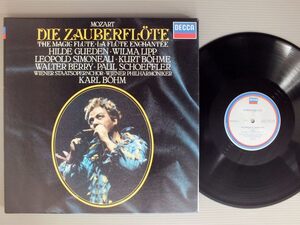 MOZART
DIE ZAUBERFLÖTE
THE MAGIC FLUTE · LA FLÛTE ENCHANTÉE
HILDE GUEDEN · WILMA LIPP
LEOPOLD SIMONEAU · KURT BÖHME
WALTER BERRY · PAUL SCHOEFFLER
WIENER STAATSOPERNCHOR · WIENER PHILHARMONIKER
KARL BÖHM
DECCA